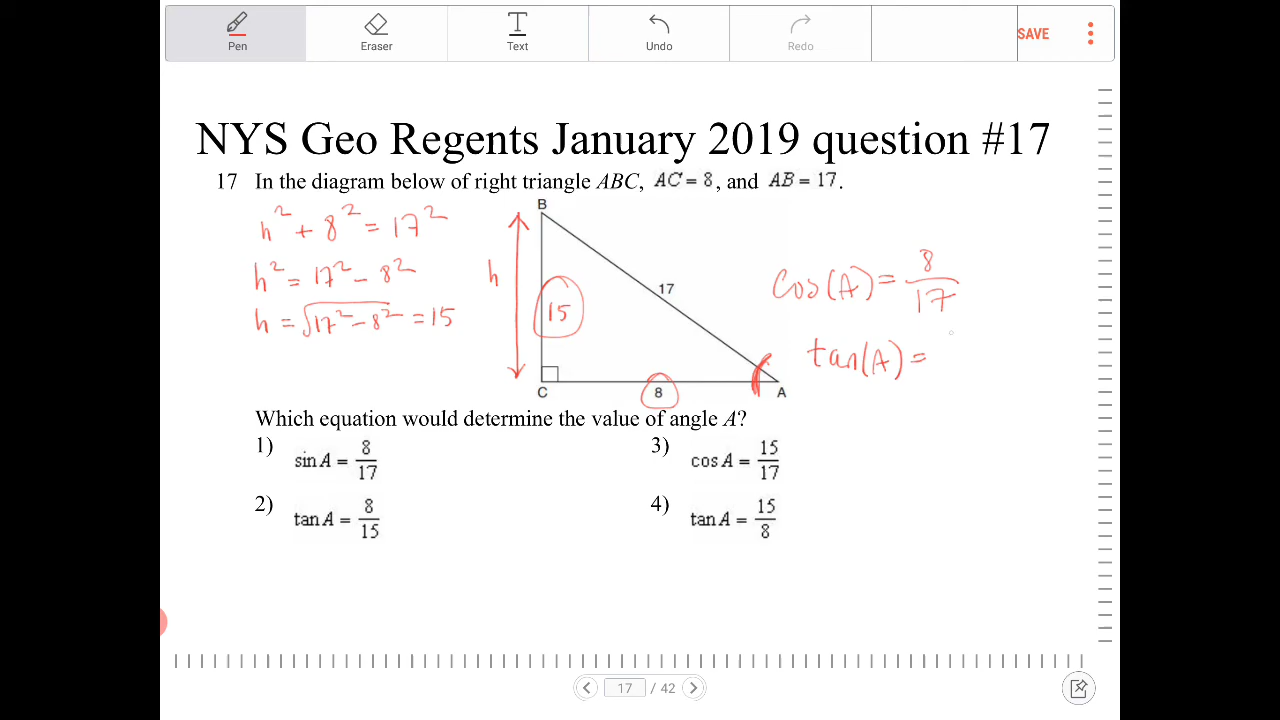 Pen Eraser Text Undo Redo SAVE
NYS Geo Regents January 2019 question #17
17 In the diagram below of right triangle ABC, AC = 8, and AB = 17.
h² + 8² = 17²
h² = 17² – 8²
h = √17² – 8² = 15
B
h
15
17
8
C
A
cos(A) = 8/17
tan(A) =
Which equation would determine the value of angle A?
1) sin A = 8/17
3) cos A = 15/17
2) tan A = 8/15
4) tan A = 15/8
17 / 42